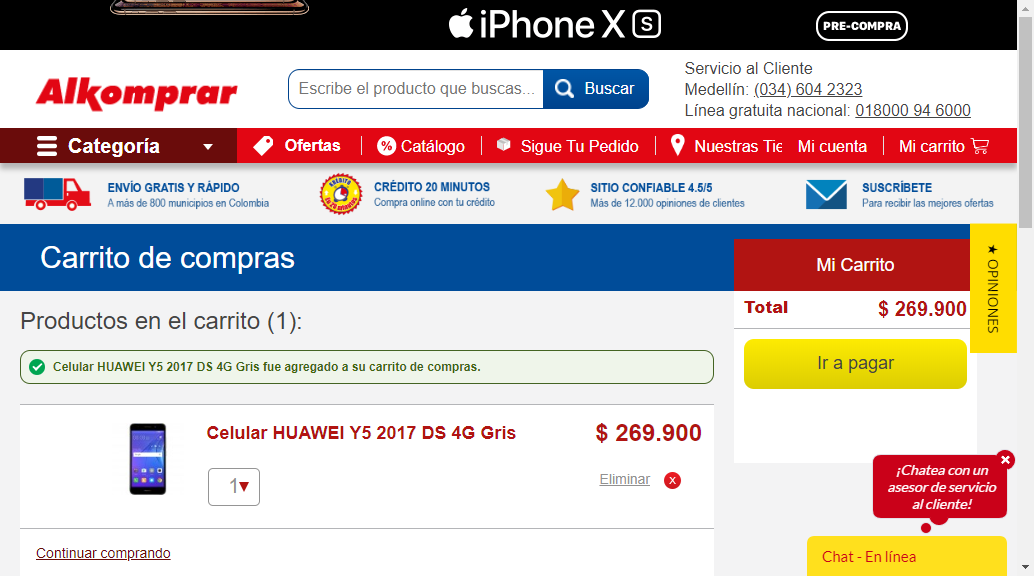 iPhone XS
PRE-COMPRA
Alkomprar
Escribe el producto que buscas...
Buscar
Servicio al Cliente
Medellín: (034) 604 2323
Línea gratuita nacional: 018000 94 6000
Categoría
Ofertas
% Catálogo
Sigue Tu Pedido
Nuestras Tie
Mi cuenta
Mi carrito
ENVÍO GRATIS Y RÁPIDO
A más de 800 municipios en Colombia
CRÉDITO 20 MINUTOS
Compra online con tu crédito
SITIO CONFIABLE 4.5/5
Más de 12.000 opiniones de clientes
SUSCRÍBETE
Para recibir las mejores ofertas
Carrito de compras
Mi Carrito
★ OPINIONES
Total
$ 269.900
Ir a pagar
Productos en el carrito (1):
Celular HUAWEI Y5 2017 DS 4G Gris fue agregado a su carrito de compras.
Celular HUAWEI Y5 2017 DS 4G Gris
$ 269.900
1
Eliminar x
Continuar comprando
¡Chatea con un
asesor de servicio
al cliente!
Chat - En línea